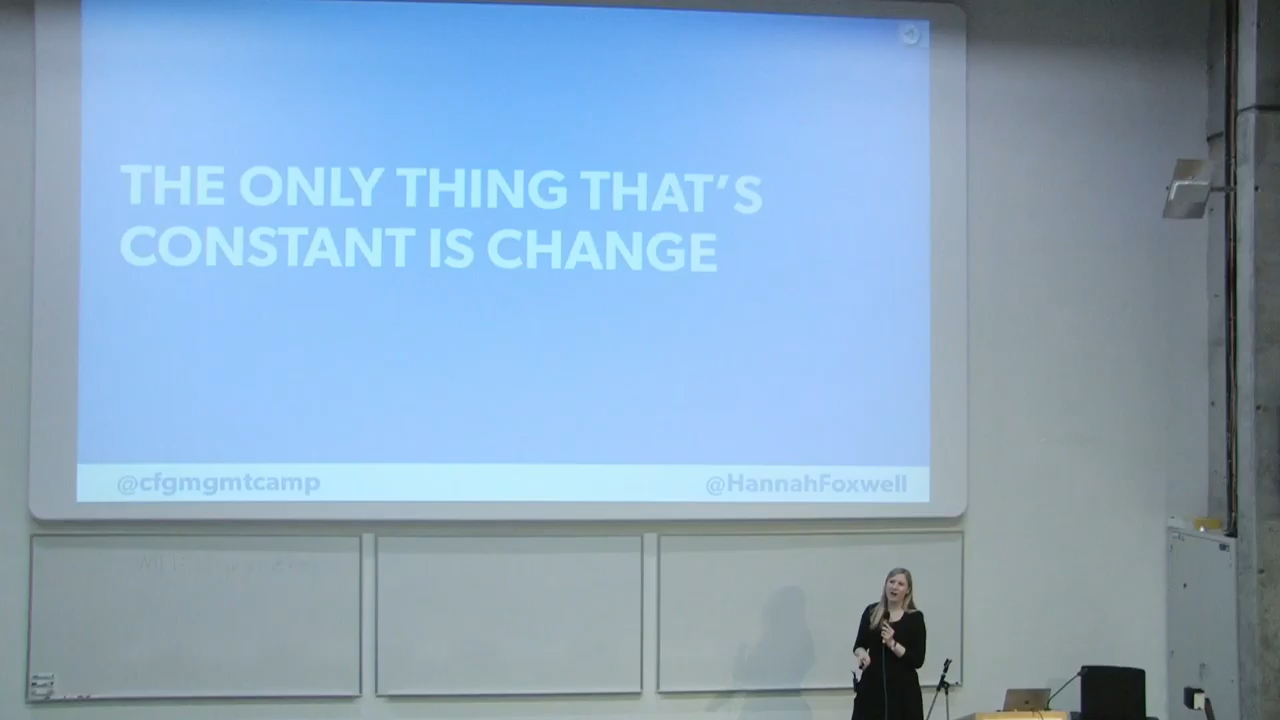 THE ONLY THING THAT'S
CONSTANT IS CHANGE
@cfgmgmtcamp
@HannahFoxwell